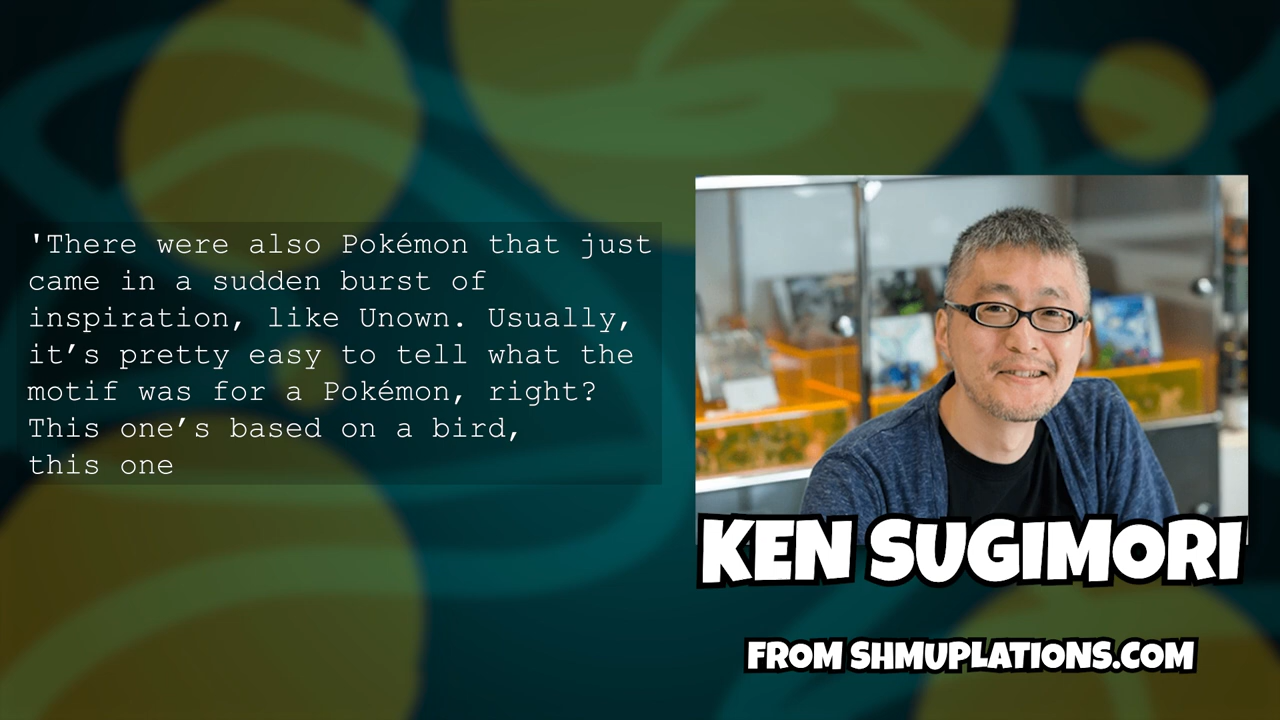 'There were also Pokémon that just
came in a sudden burst of
inspiration, like Unown. Usually,
it’s pretty easy to tell what the
motif was for a Pokémon, right?
This one’s based on a bird,
this one
KEN SUGIMORI
FROM SHMUPLATIONS.COM